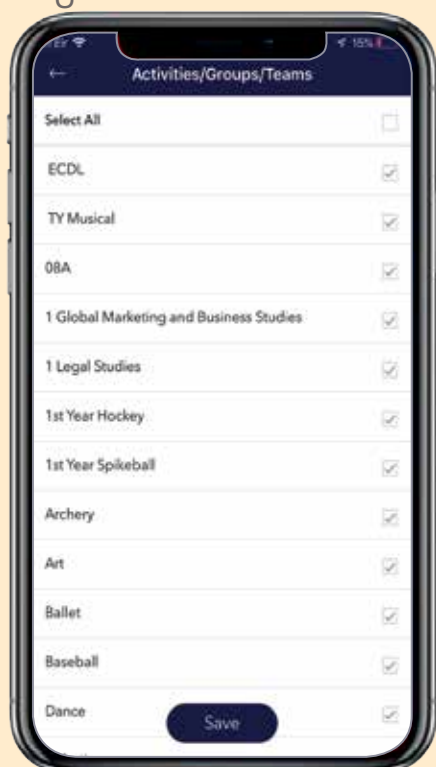 15%
Activities/Groups/Teams
Select All
ECDL
TY Musical
08A
1 Global Marketing and Business Studies
1 Legal Studies
1st Year Hockey
1st Year Spikeball
Archery
Art
Ballet
Baseball
Dance
Save